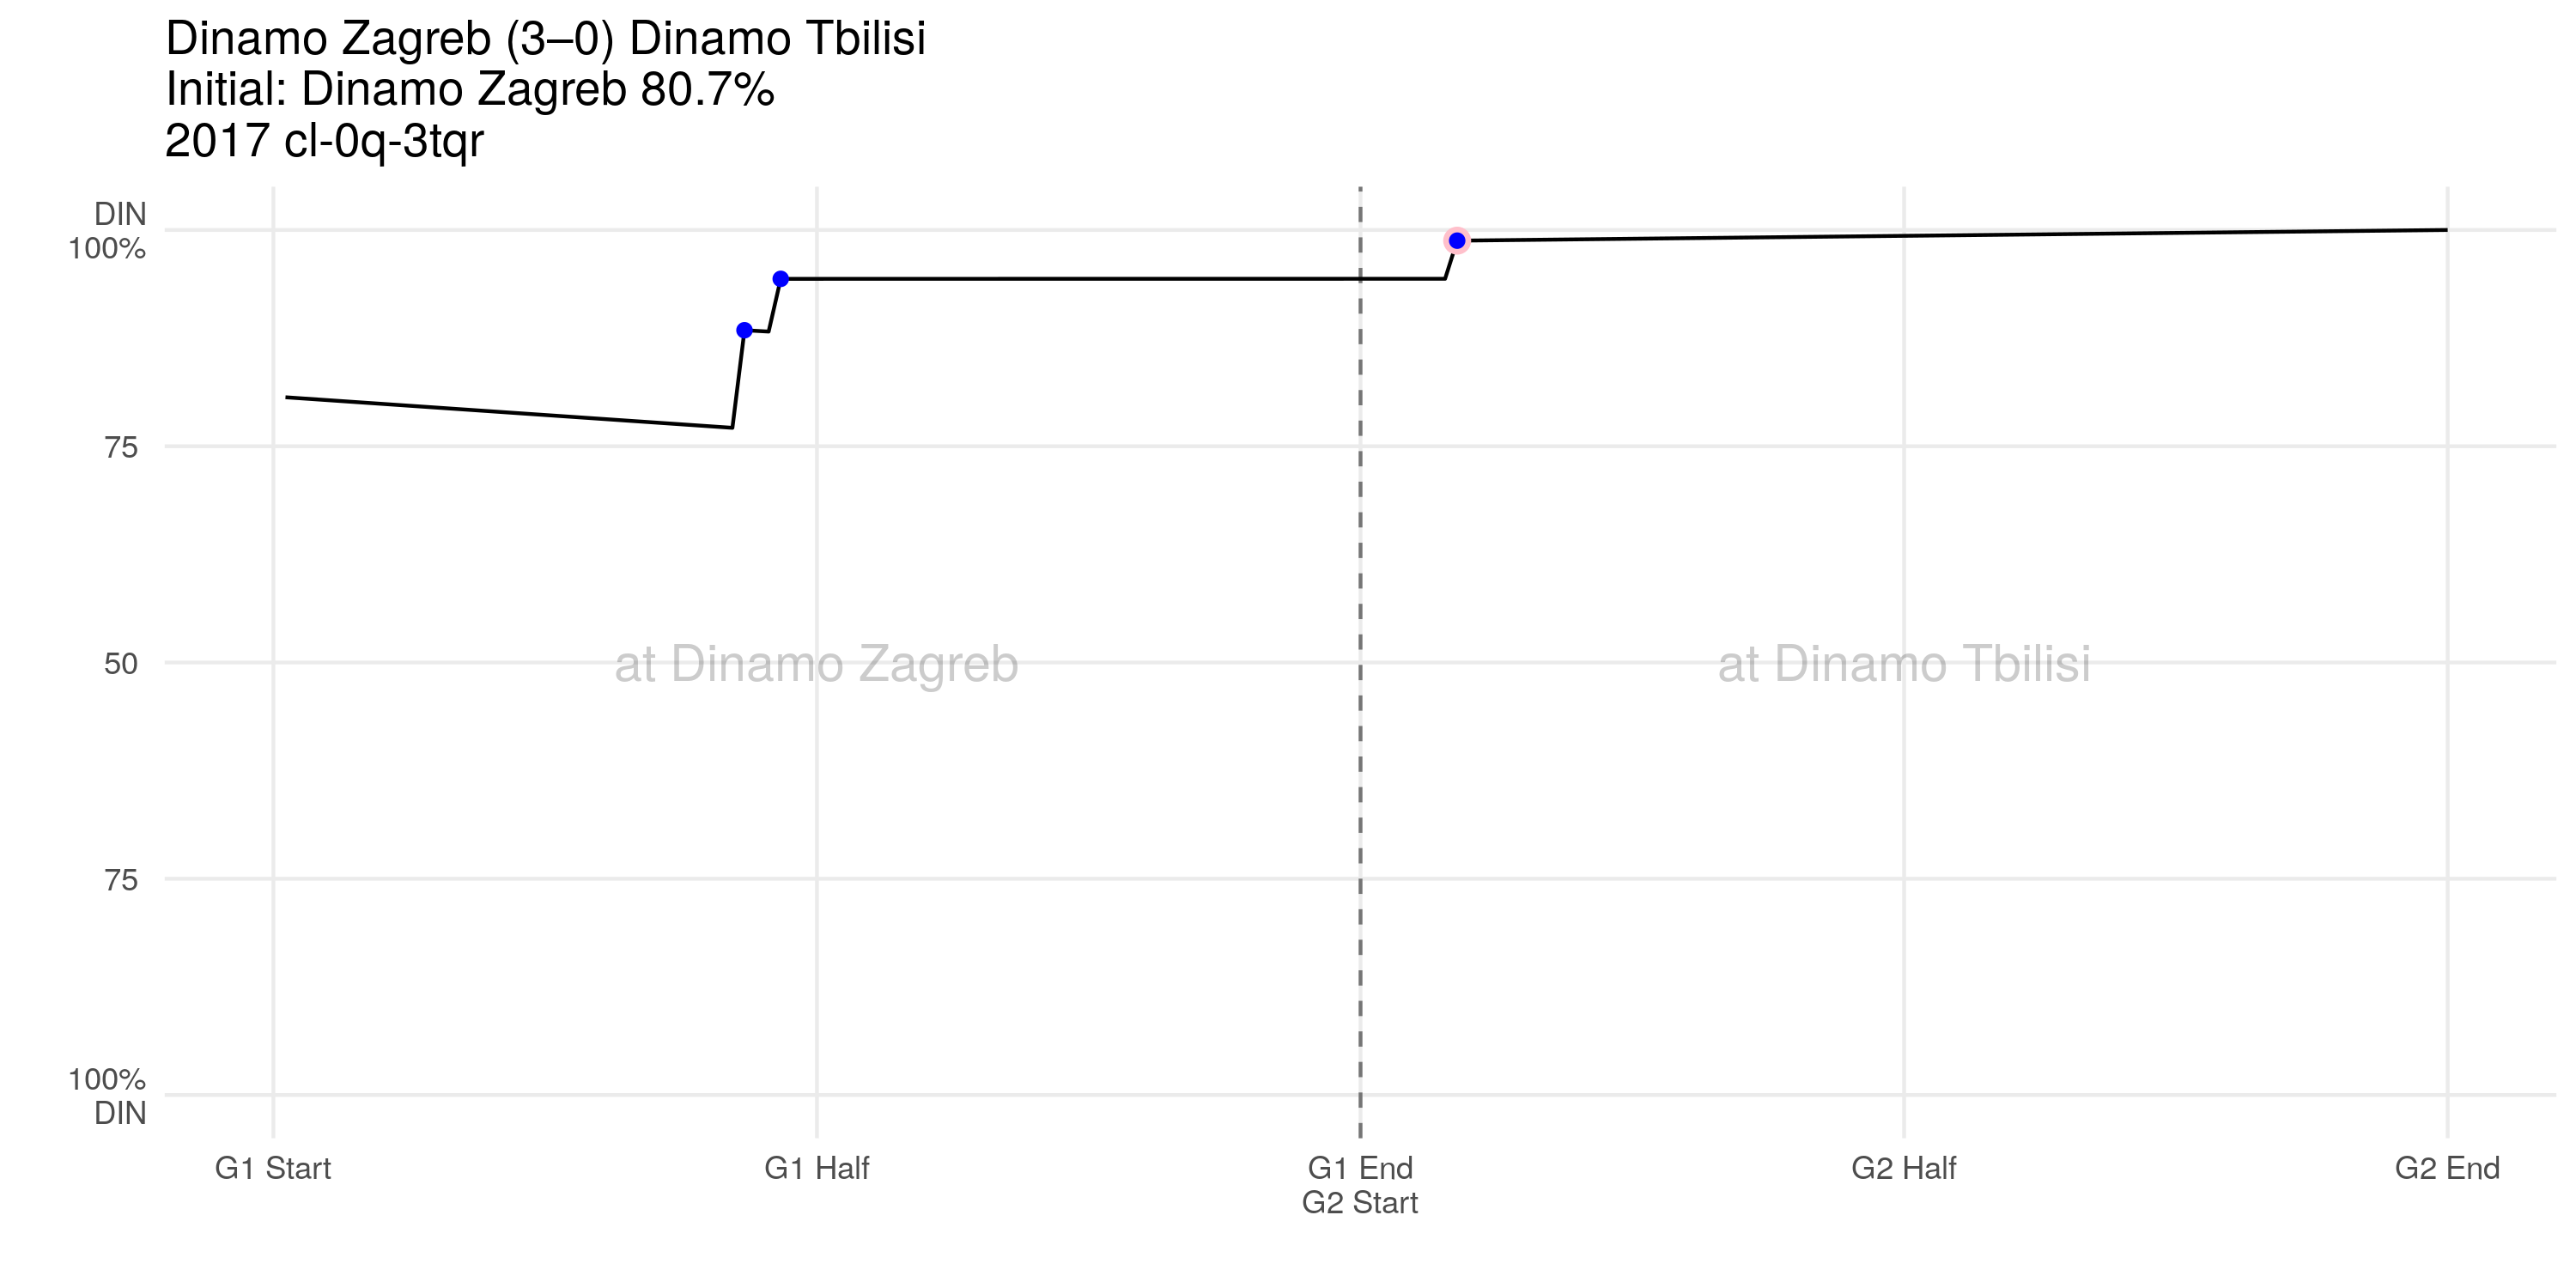 Dinamo Zagreb (3–0) Dinamo Tbilisi
Initial: Dinamo Zagreb 80.7%
2017 cl-0q-3tqr
DIN
100%
75
50
75
100%
DIN
at Dinamo Zagreb
at Dinamo Tbilisi
G1 Start
G1 Half
G1 End
G2 Start
G2 Half
G2 End